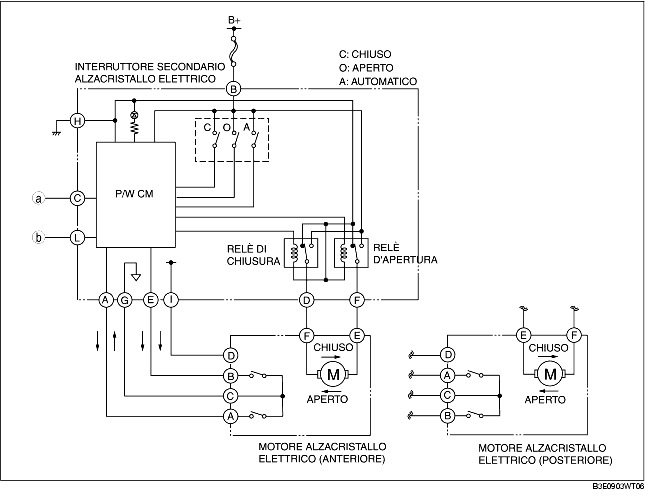 B+
INTERRUTTORE SECONDARIO
ALZACRISTALLO ELETTRICO
C: CHIUSO
O: APERTO
A: AUTOMATICO
B
H
C O A
P/W CM
a C
b L
RELÈ DI
CHIUSURA
RELÈ
D'APERTURA
A G E I D F
F E
CHIUSO
M
APERTO
D
B
C
A
MOTORE ALZACRISTALLO
ELETTRICO (ANTERIORE)
E F
CHIUSO
M
APERTO
D
A
C
B
MOTORE ALZACRISTALLO
ELETTRICO (POSTERIORE)
B3E0903WT06